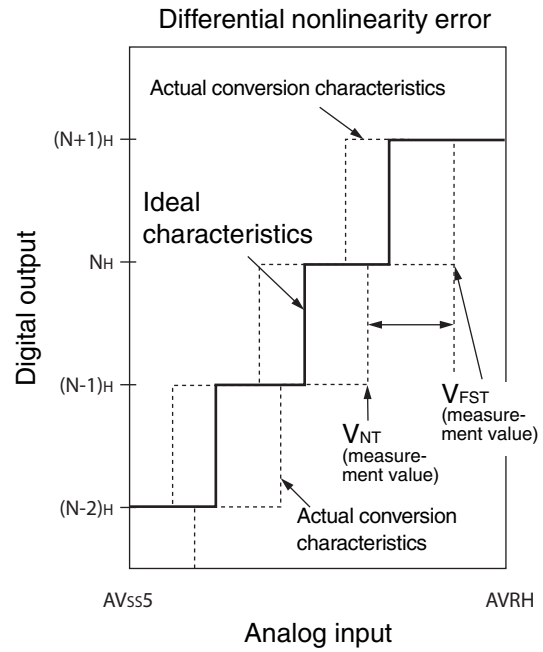 Differential nonlinearity error
Actual conversion characteristics
(N+1)H
Ideal
characteristics
NH
Digital output
(N-1)H
VFST
(measure-
ment value)
VNT
(measure-
ment value)
(N-2)H
Actual conversion
characteristics
AVSS5
AVRH
Analog input